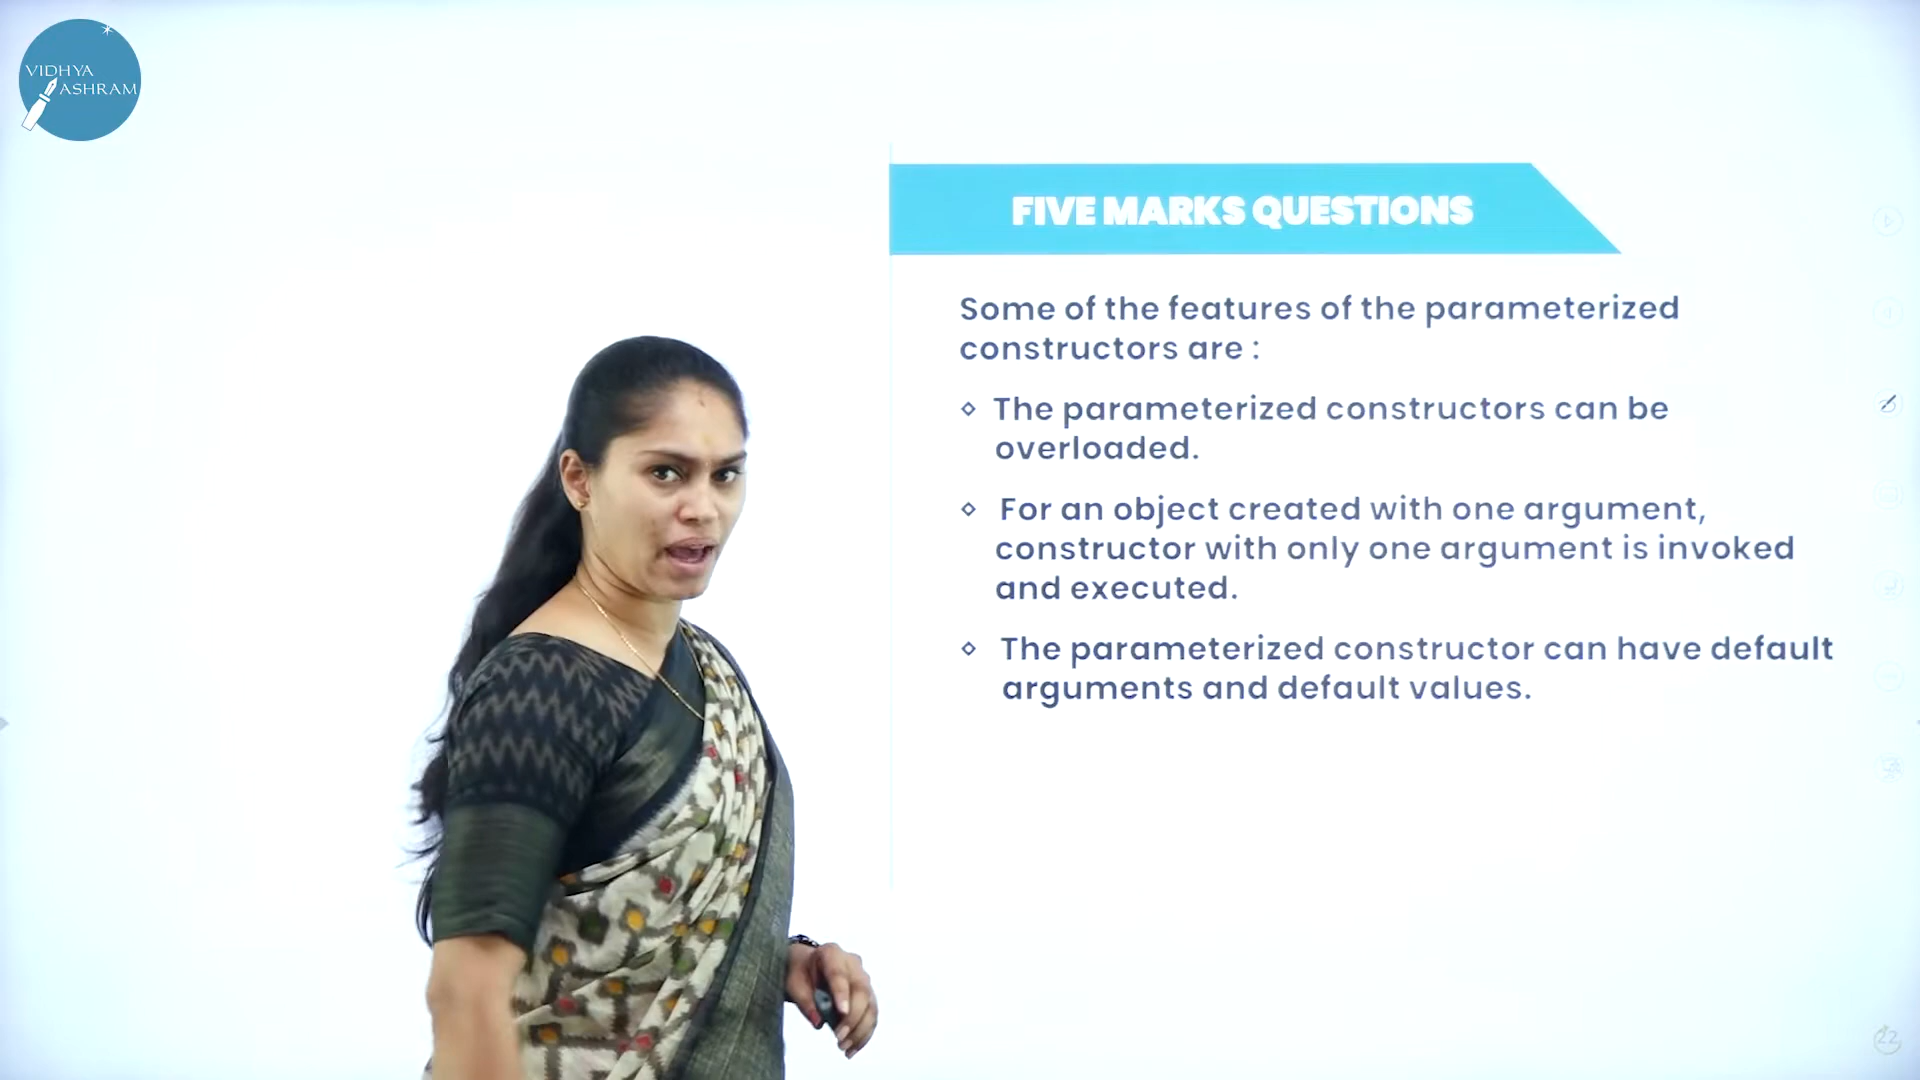 VIDHYA
ASHRAM
FIVE MARKS QUESTIONS
Some of the features of the parameterized
constructors are :
⋄ The parameterized constructors can be
overloaded.
⋄ For an object created with one argument,
constructor with only one argument is invoked
and executed.
⋄ The parameterized constructor can have default
arguments and default values.
22